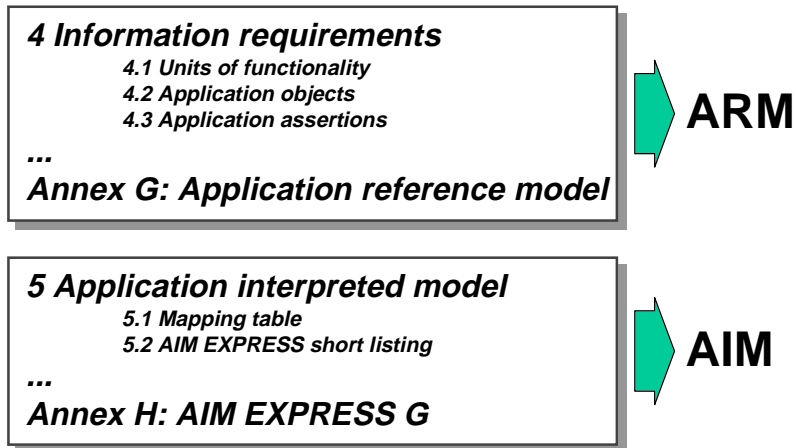 4 Information requirements
4.1 Units of functionality
4.2 Application objects
4.3 Application assertions
...
Annex G: Application reference model
ARM
5 Application interpreted model
5.1 Mapping table
5.2 AIM EXPRESS short listing
...
Annex H: AIM EXPRESS G
AIM